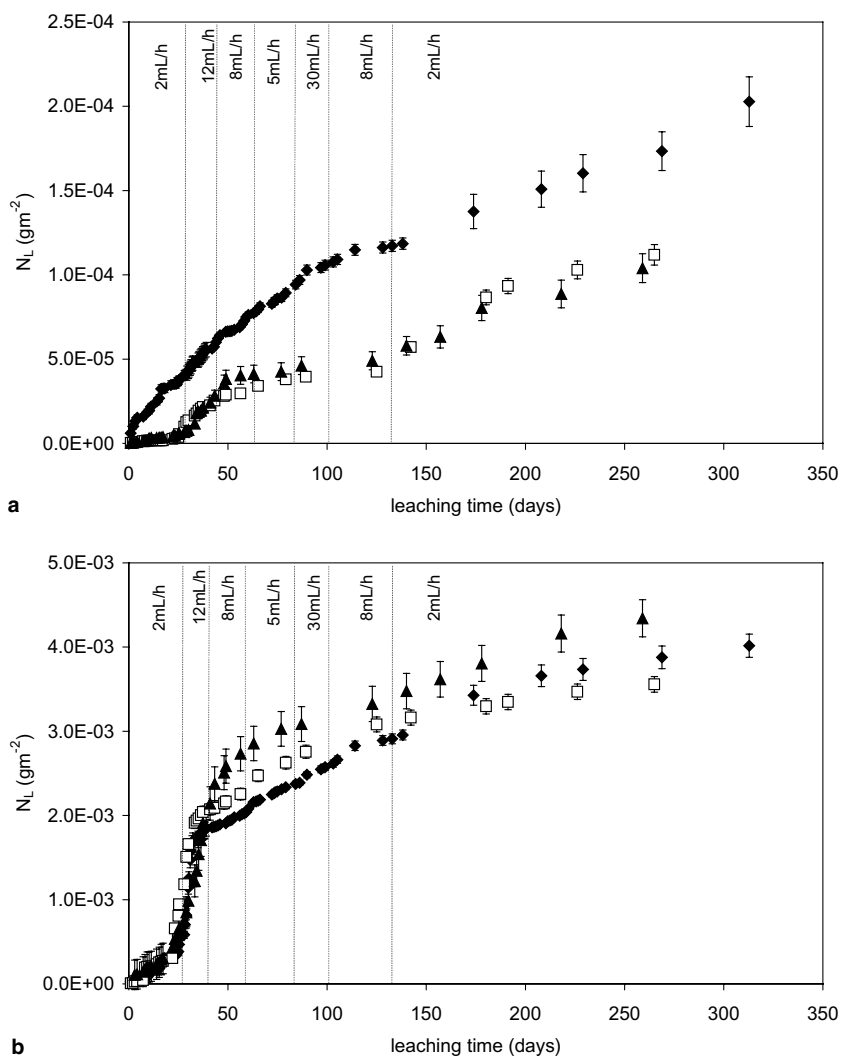 2.5E-04
2.0E-04
1.5E-04
1.0E-04
5.0E-05
0.0E+00
N_L (gm⁻²)
2mL/h
12mL/h
8mL/h
5mL/h
30mL/h
8mL/h
2mL/h
0 50 100 150 200 250 300 350
leaching time (days)
a
5.0E-03
4.0E-03
3.0E-03
2.0E-03
1.0E-03
0.0E+00
N_L (gm⁻²)
2mL/h
12mL/h
8mL/h
5mL/h
30mL/h
8mL/h
2mL/h
0 50 100 150 200 250 300 350
leaching time (days)
b